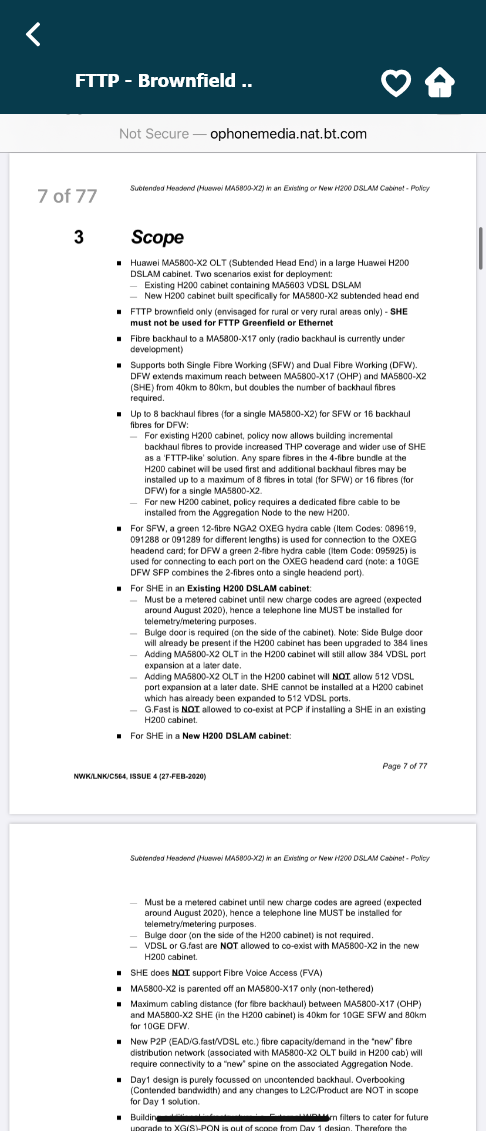 FTTP - Brownfield ..
Not Secure — ophonemedia.nat.bt.com
7 of 77
Subtended Headend (Huawei MA5800-X2) in an Existing or New H200 DSLAM Cabinet - Policy
3 Scope
■ Huawei MA5800-X2 OLT (Subtended Head End) in a large Huawei H200
DSLAM cabinet. Two scenarios exist for deployment:
— Existing H200 cabinet containing MA5603 VDSL DSLAM
— New H200 cabinet built specifically for MA5800-X2 subtended head end
■ FTTP brownfield only (envisaged for rural or very rural areas only) - SHE
must not be used for FTTP Greenfield or Ethernet
■ Fibre backhaul to a MA5800-X17 only (radio backhaul is currently under
development)
■ Supports both Single Fibre Working (SFW) and Dual Fibre Working (DFW).
DFW extends maximum reach between MA5800-X17 (OHP) and MA5800-X2
(SHE) from 40km to 80km, but doubles the number of backhaul fibres
required.
■ Up to 8 backhaul fibres (for a single MA5800-X2) for SFW or 16 backhaul
fibres for DFW:
— For existing H200 cabinet, policy now allows building incremental
backhaul fibres to provide increased THP coverage and wider use of SHE
as a 'FTTP-like' solution. Any spare fibres in the 4-fibre bundle at the
H200 cabinet will be used first and additional backhaul fibres may be
installed up to a maximum of 8 fibres in total (for SFW) or 16 fibres (for
DFW) for a single MA5800-X2.
— For new H200 cabinet, policy requires a dedicated fibre cable to be
installed from the Aggregation Node to the new H200.
■ For SFW, a green 12-fibre NGA2 OXEG hydra cable (Item Codes: 089619,
091288 or 091289 for different lengths) is used for connection to the OXEG
headend card; for DFW a green 2-fibre hydra cable (Item Code: 095925) is
used for connecting to each port on the OXEG headend card (note: a 10GE
DFW SFP combines the 2-fibres onto a single headend port).
■ For SHE in an Existing H200 DSLAM cabinet:
— Must be a metered cabinet until new charge codes are agreed (expected
around August 2020), hence a telephone line MUST be installed for
telemetry/metering purposes.
— Bulge door is required (on the side of the cabinet). Note: Side Bulge door
will already be present if the H200 cabinet has been upgraded to 384 lines
— Adding MA5800-X2 OLT in the H200 cabinet will still allow 384 VDSL port
expansion at a later date.
— Adding MA5800-X2 OLT in the H200 cabinet will NOT allow 512 VDSL
port expansion at a later date. SHE cannot be installed at a H200 cabinet
which has already been expanded to 512 VDSL ports.
— G.Fast is NOT allowed to co-exist at PCP if installing a SHE in an existing
H200 cabinet.
■ For SHE in a New H200 DSLAM cabinet:
Page 7 of 77
NWK/LNK/C564, ISSUE 4 (27-FEB-2020)
Subtended Headend (Huawei MA5800-X2) in an Existing or New H200 DSLAM Cabinet - Policy
— Must be a metered cabinet until new charge codes are agreed (expected
around August 2020), hence a telephone line MUST be installed for
telemetry/metering purposes.
— Bulge door (on the side of the H200 cabinet) is not required.
— VDSL or G.fast are NOT allowed to co-exist with MA5800-X2 in the new
H200 cabinet.
■ SHE does NOT support Fibre Voice Access (FVA)
■ MA5800-X2 is parented off an MA5800-X17 only (non-tethered)
■ Maximum cabling distance (for fibre backhaul) between MA5800-X17 (OHP)
and MA5800-X2 SHE (in the H200 cabinet) is 40km for 10GE SFW and 80km
for 10GE DFW.
■ New P2P (EAD/G.fast/VDSL etc.) fibre capacity/demand in the "new" fibre
distribution network (associated with MA5800-X2 OLT build in H200 cab) will
require connectivity to a "new" spine on the associated Aggregation Node.
■ Day1 design is purely focussed on uncontended backhaul. Overbooking
(Contended bandwidth) and any changes to L2C/Product are NOT in scope
for Day 1 solution.
■ Building filters to cater for future
upgrade to XG(S)-PON is out of scope from Day 1 design. Therefore the